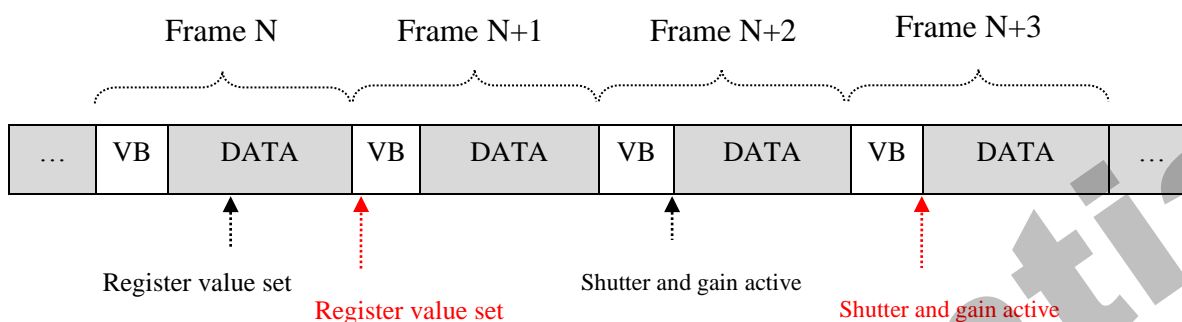 Frame N Frame N+1 Frame N+2 Frame N+3
… VB DATA VB DATA VB DATA VB DATA …
Register value set Shutter and gain active
Register value set Shutter and gain active